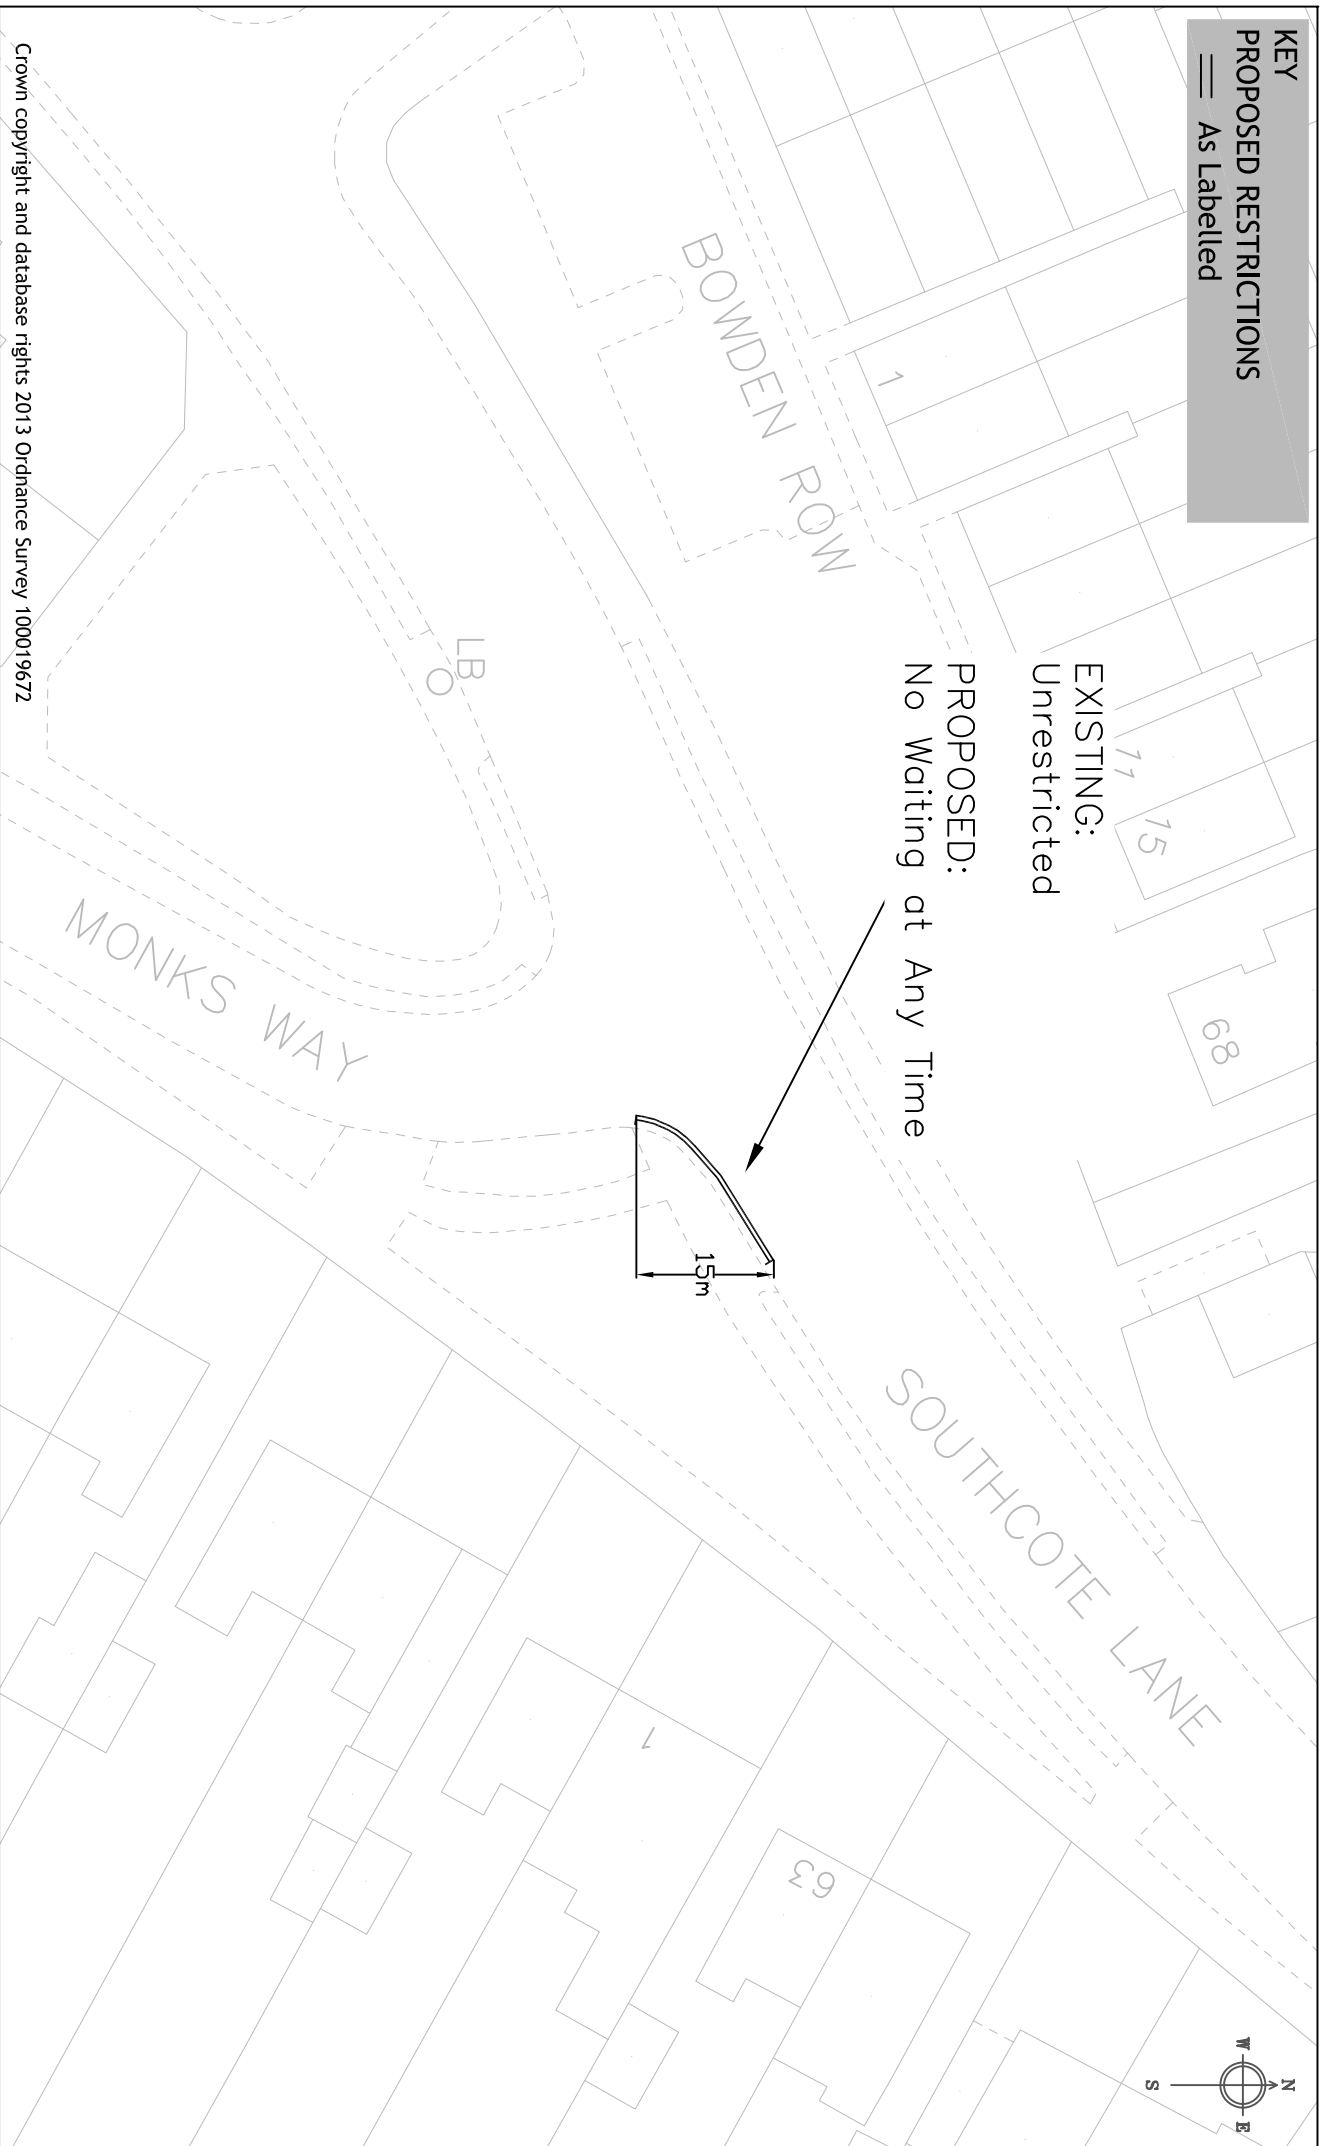 KEY
PROPOSED RESTRICTIONS
As Labelled
EXISTING:
Unrestricted
PROPOSED:
No Waiting at Any Time
15m
BOWDEN ROW
SOUTHCOTE LANE
MONKS WAY
LB
1
11
15
68
1
63
N
W
E
S
Crown copyright and database rights 2013 Ordnance Survey 100019672